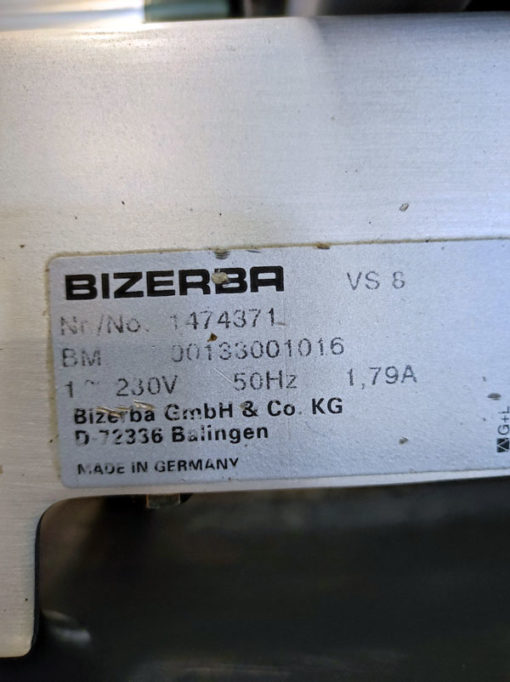 BIZERBA VS 8
Nr/No. 1474371
BM 00133001016
1~ 230V 50Hz 1,79A
Bizerba GmbH & Co. KG
D-72336 Balingen
MADE IN GERMANY
G+L